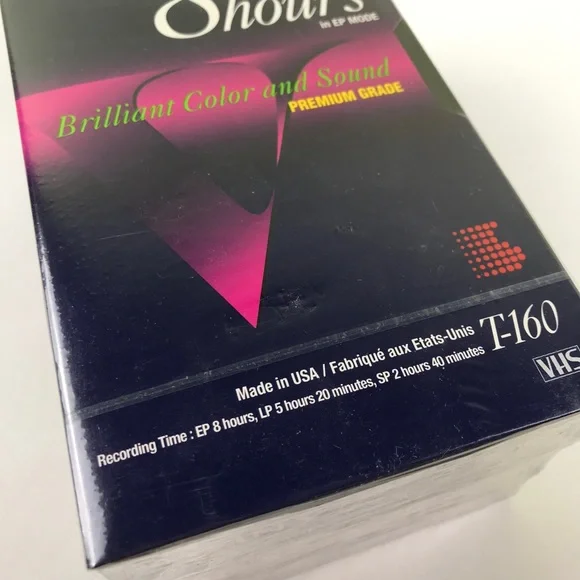 8hours
in EP MODE
Brilliant Color and Sound
PREMIUM GRADE
Made in USA / Fabriqué aux Etats-Unis T-160
Recording Time : EP 8 hours, LP 5 hours 20 minutes, SP 2 hours 40 minutes
VHS